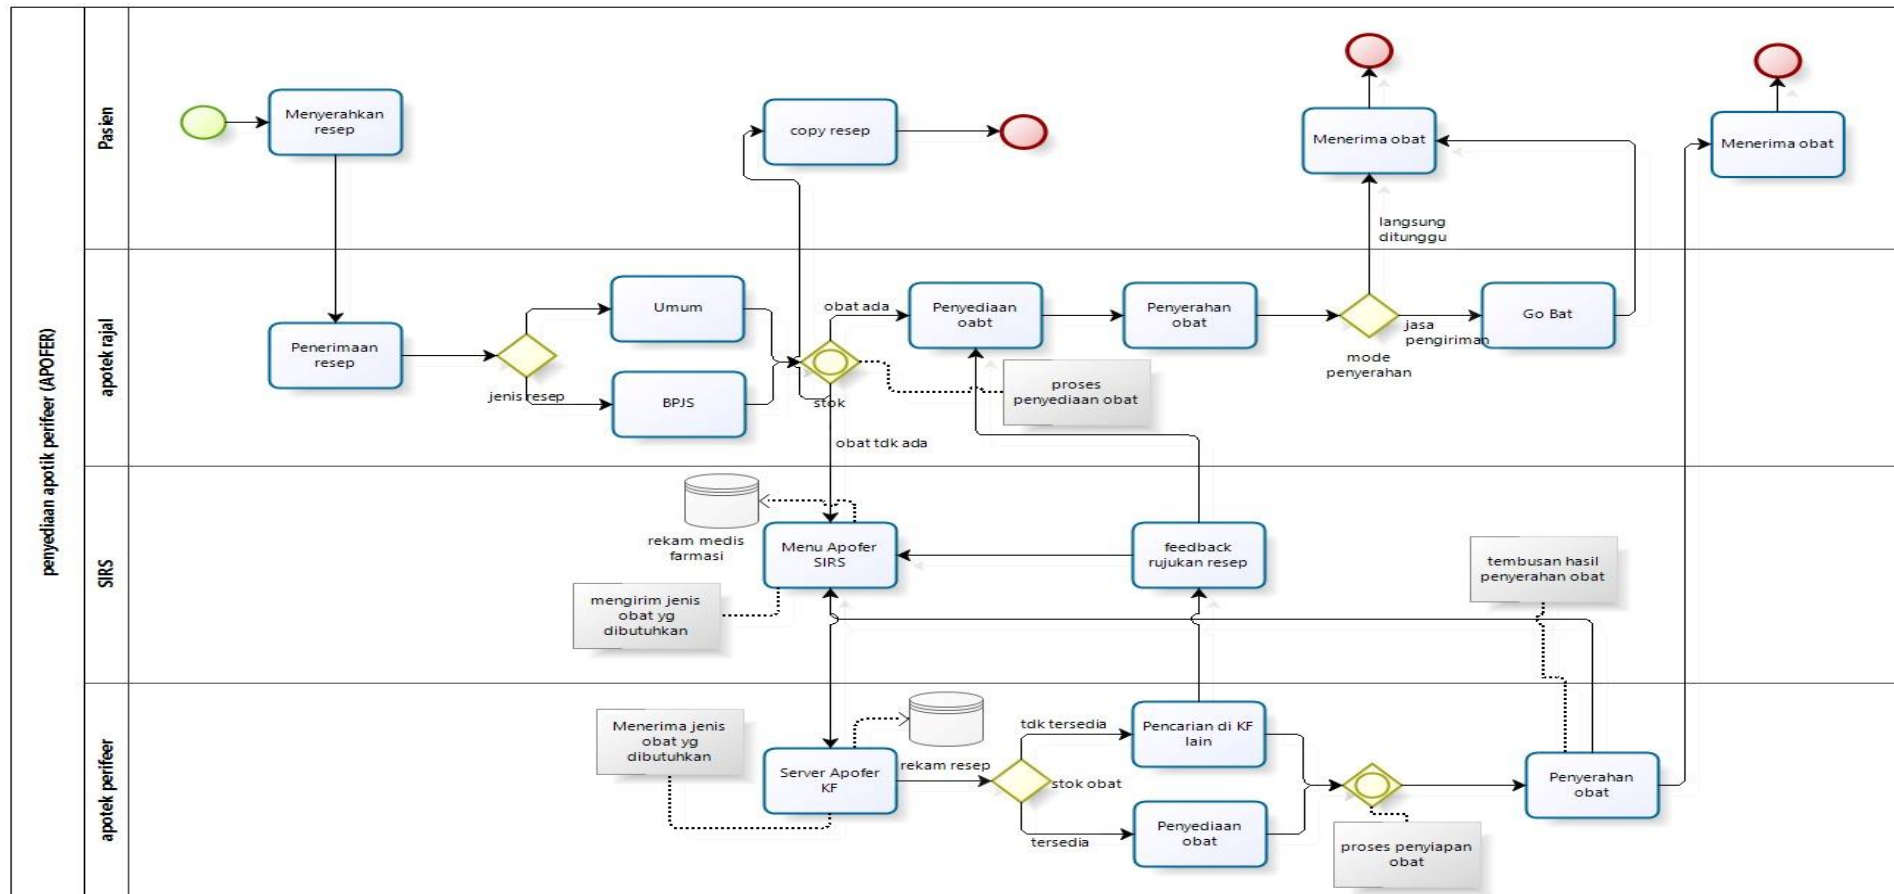 penyediaan apotik perifeer (APOFER)
Pasien
Menyerahkan
resep
copy resep
Menerima obat
Menerima obat
langsung
ditunggu
apotek rajal
Penerimaan
resep
jenis resep
Umum
BPJS
stok
obat ada
obat tdk ada
Penyediaan
oabt
Penyerahan
obat
proses
penyediaan obat
mode
penyerahan
jasa
pengiriman
Go Bat
SIRS
rekam medis
farmasi
Menu Apofer
SIRS
mengirim jenis
obat yg
dibutuhkan
feedback
rujukan resep
tembusan hasil
penyerahan obat
apotek perifeer
Menerima jenis
obat yg
dibutuhkan
Server Apofer
KF
rekam resep
tdk tersedia
stok obat
tersedia
Pencarian di KF
lain
Penyediaan
obat
proses penyiapan
obat
Penyerahan
obat